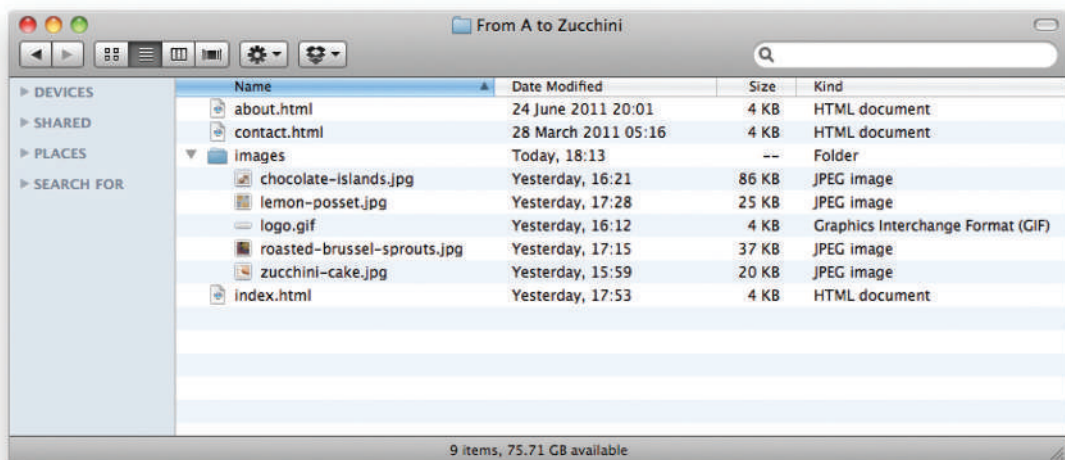 From A to Zucchini
DEVICES
SHARED
PLACES
SEARCH FOR
Name Date Modified Size Kind
about.html 24 June 2011 20:01 4 KB HTML document
contact.html 28 March 2011 05:16 4 KB HTML document
images Today, 18:13 -- Folder
chocolate-islands.jpg Yesterday, 16:21 86 KB JPEG image
lemon-posset.jpg Yesterday, 17:28 25 KB JPEG image
logo.gif Yesterday, 16:12 4 KB Graphics Interchange Format (GIF)
roasted-brussel-sprouts.jpg Yesterday, 17:15 37 KB JPEG image
zucchini-cake.jpg Yesterday, 15:59 20 KB JPEG image
index.html Yesterday, 17:53 4 KB HTML document
9 items, 75.71 GB available